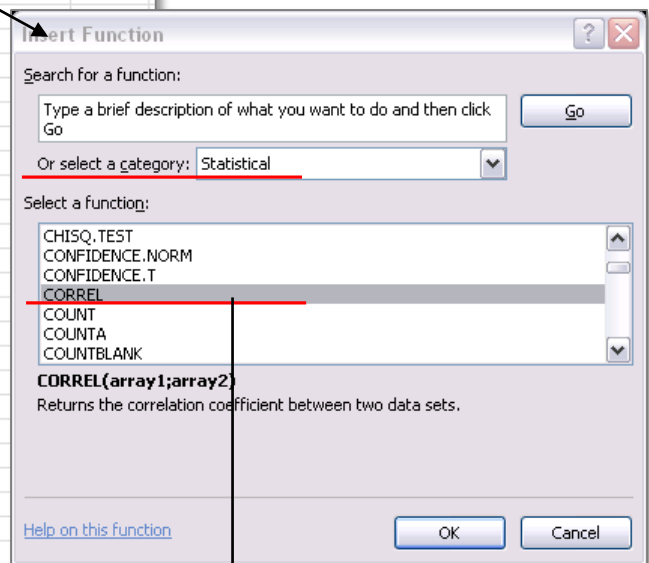 Insert Function
Search for a function:
Type a brief description of what you want to do and then click
Go
Go
Or select a category: Statistical
Select a function:
CHISQ.TEST
CONFIDENCE.NORM
CONFIDENCE.T
CORREL
COUNT
COUNTA
COUNTBLANK
CORREL(array1;array2)
Returns the correlation coefficient between two data sets.
Help on this function
OK
Cancel